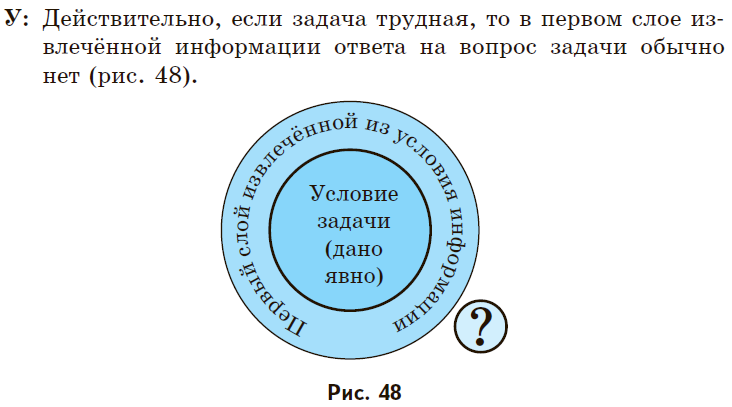 У: Действительно, если задача трудная, то в первом слое из-
влечённой информации ответа на вопрос задачи обычно
нет (рис. 48).
Первый слой извлечённой из условия информации
Условие
задачи
(дано
явно)
?
Рис. 48